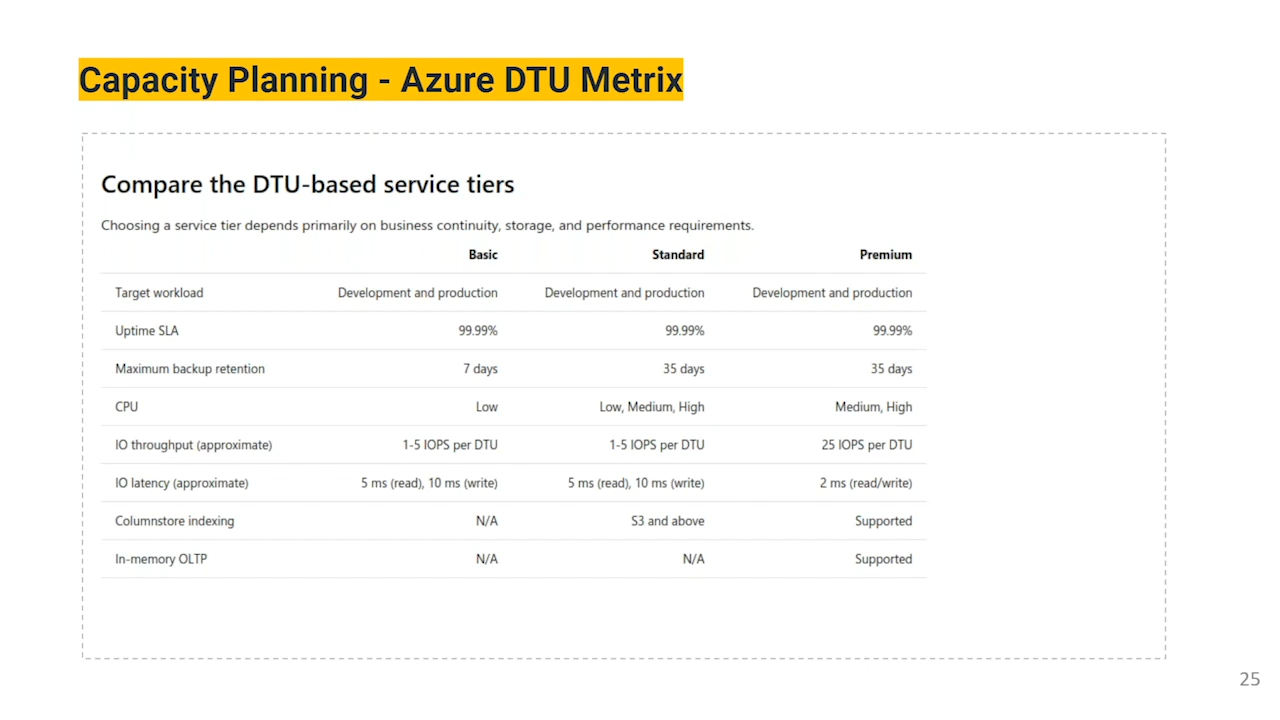 Capacity Planning - Azure DTU Metrix
Compare the DTU-based service tiers
Choosing a service tier depends primarily on business continuity, storage, and performance requirements.
Basic Standard Premium
Target workload Development and production Development and production Development and production
Uptime SLA 99.99% 99.99% 99.99%
Maximum backup retention 7 days 35 days 35 days
CPU Low Low, Medium, High Medium, High
IO throughput (approximate) 1-5 IOPS per DTU 1-5 IOPS per DTU 25 IOPS per DTU
IO latency (approximate) 5 ms (read), 10 ms (write) 5 ms (read), 10 ms (write) 2 ms (read/write)
Columnstore indexing N/A S3 and above Supported
In-memory OLTP N/A N/A Supported
25